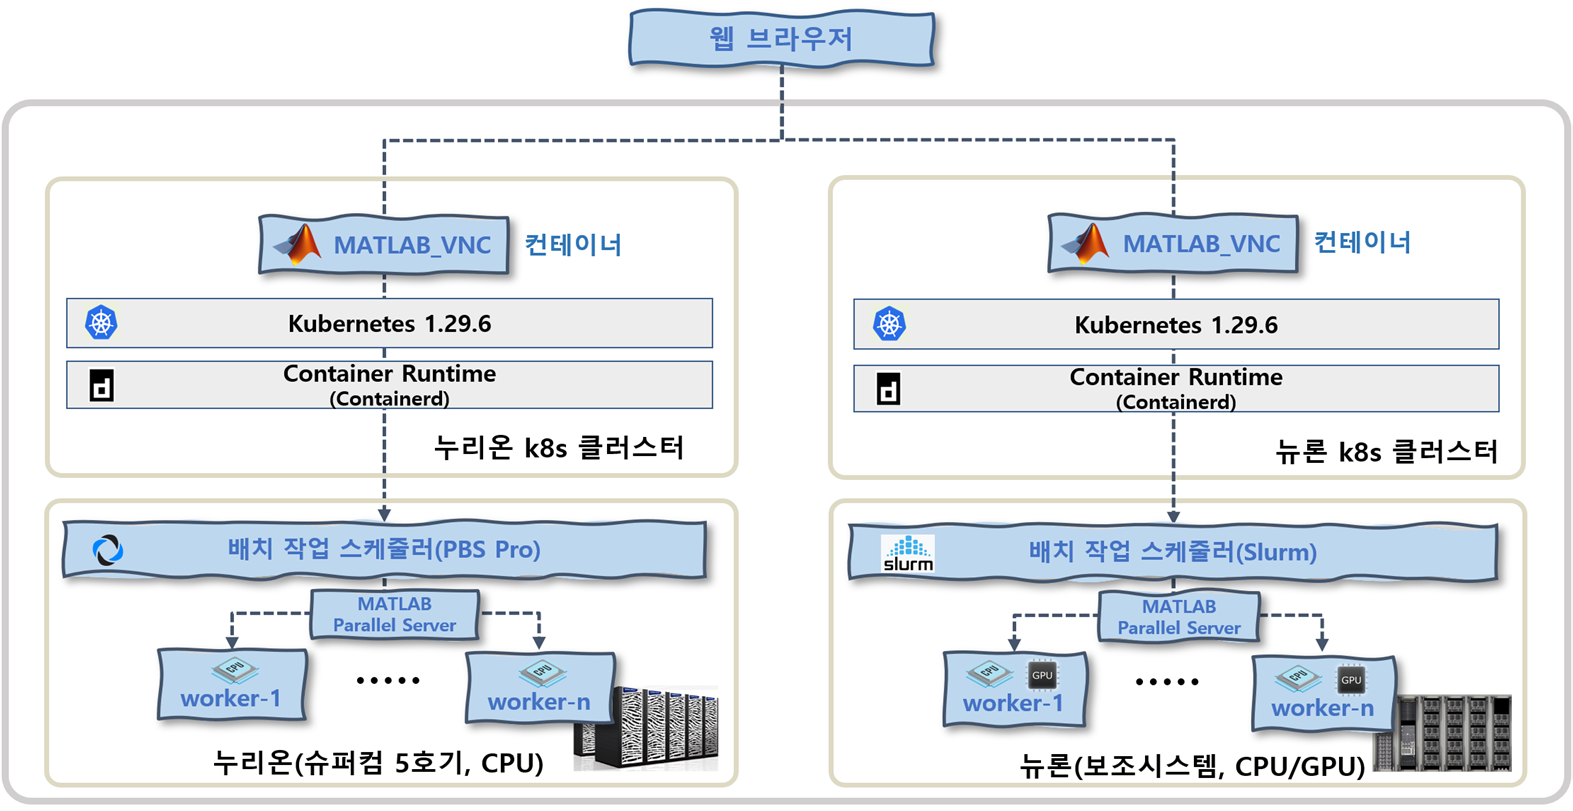 웹 브라우저
MATLAB_VNC
컨테이너
Kubernetes 1.29.6
Container Runtime
(Containerd)
누리온 k8s 클러스터
배치 작업 스케줄러(PBS Pro)
MATLAB
Parallel Server
CPU
worker-1
.....
CPU
worker-n
누리온(슈퍼컴 5호기, CPU)
MATLAB_VNC
컨테이너
Kubernetes 1.29.6
Container Runtime
(Containerd)
뉴론 k8s 클러스터
slurm
배치 작업 스케줄러(Slurm)
MATLAB
Parallel Server
CPU GPU
worker-1
.....
CPU GPU
worker-n
뉴론(보조시스템, CPU/GPU)